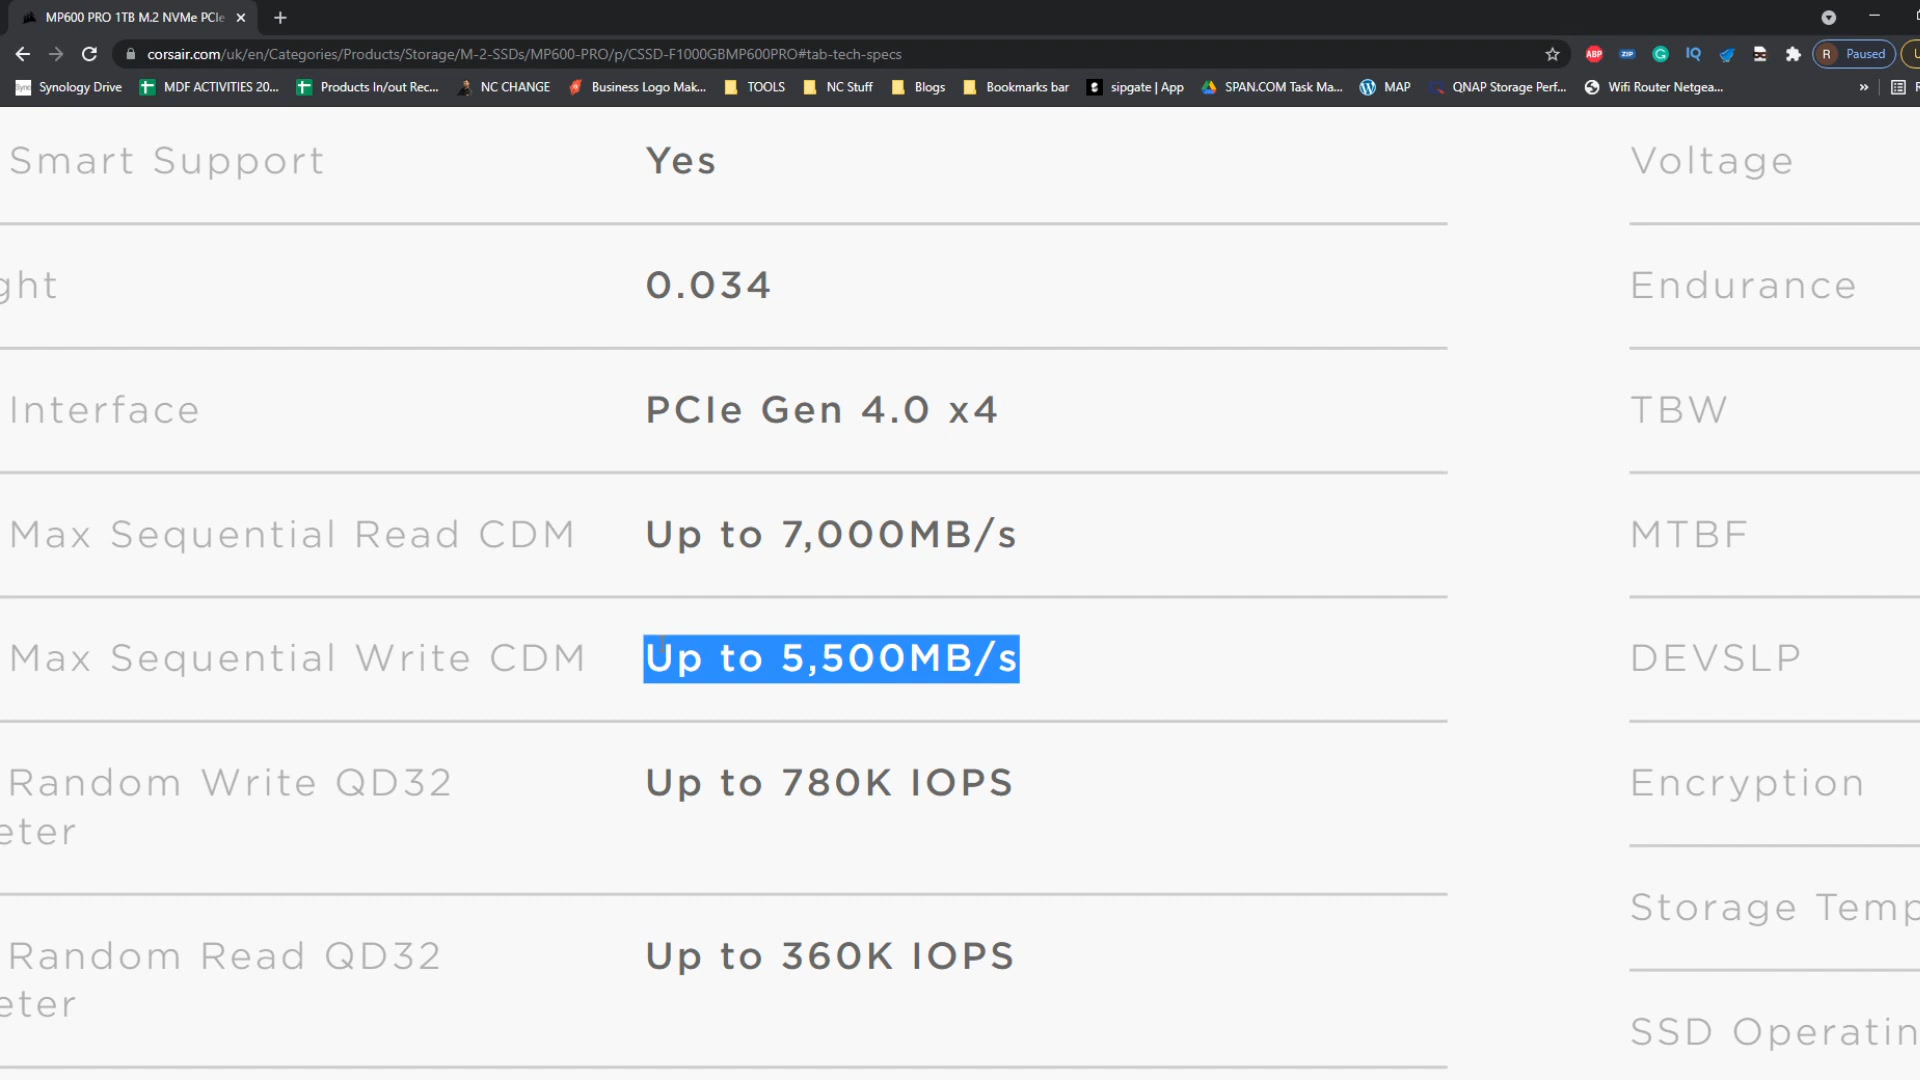 MP600 PRO 1TB M.2 NVMe PCIe
corsair.com/uk/en/Categories/Products/Storage/M-2-SSDs/MP600-PRO/p/CSSD-F1000GBMP600PRO#tab-tech-specs
ABP
ZIP
IQ
R Paused
Synology Drive
MDF ACTIVITIES 20...
Products In/out Rec...
NC CHANGE
Business Logo Mak...
TOOLS
NC Stuff
Blogs
Bookmarks bar
sipgate | App
SPAN.COM Task Ma...
MAP
QNAP Storage Perf...
Wifi Router Netgea...
»
Smart Support Yes Voltage
ght 0.034 Endurance
Interface PCIe Gen 4.0 x4 TBW
Max Sequential Read CDM Up to 7,000MB/s MTBF
Max Sequential Write CDM Up to 5,500MB/s DEVSLP
Random Write QD32 Up to 780K IOPS Encryption
eter
Storage Temp
Random Read QD32 Up to 360K IOPS
eter
SSD Operatin